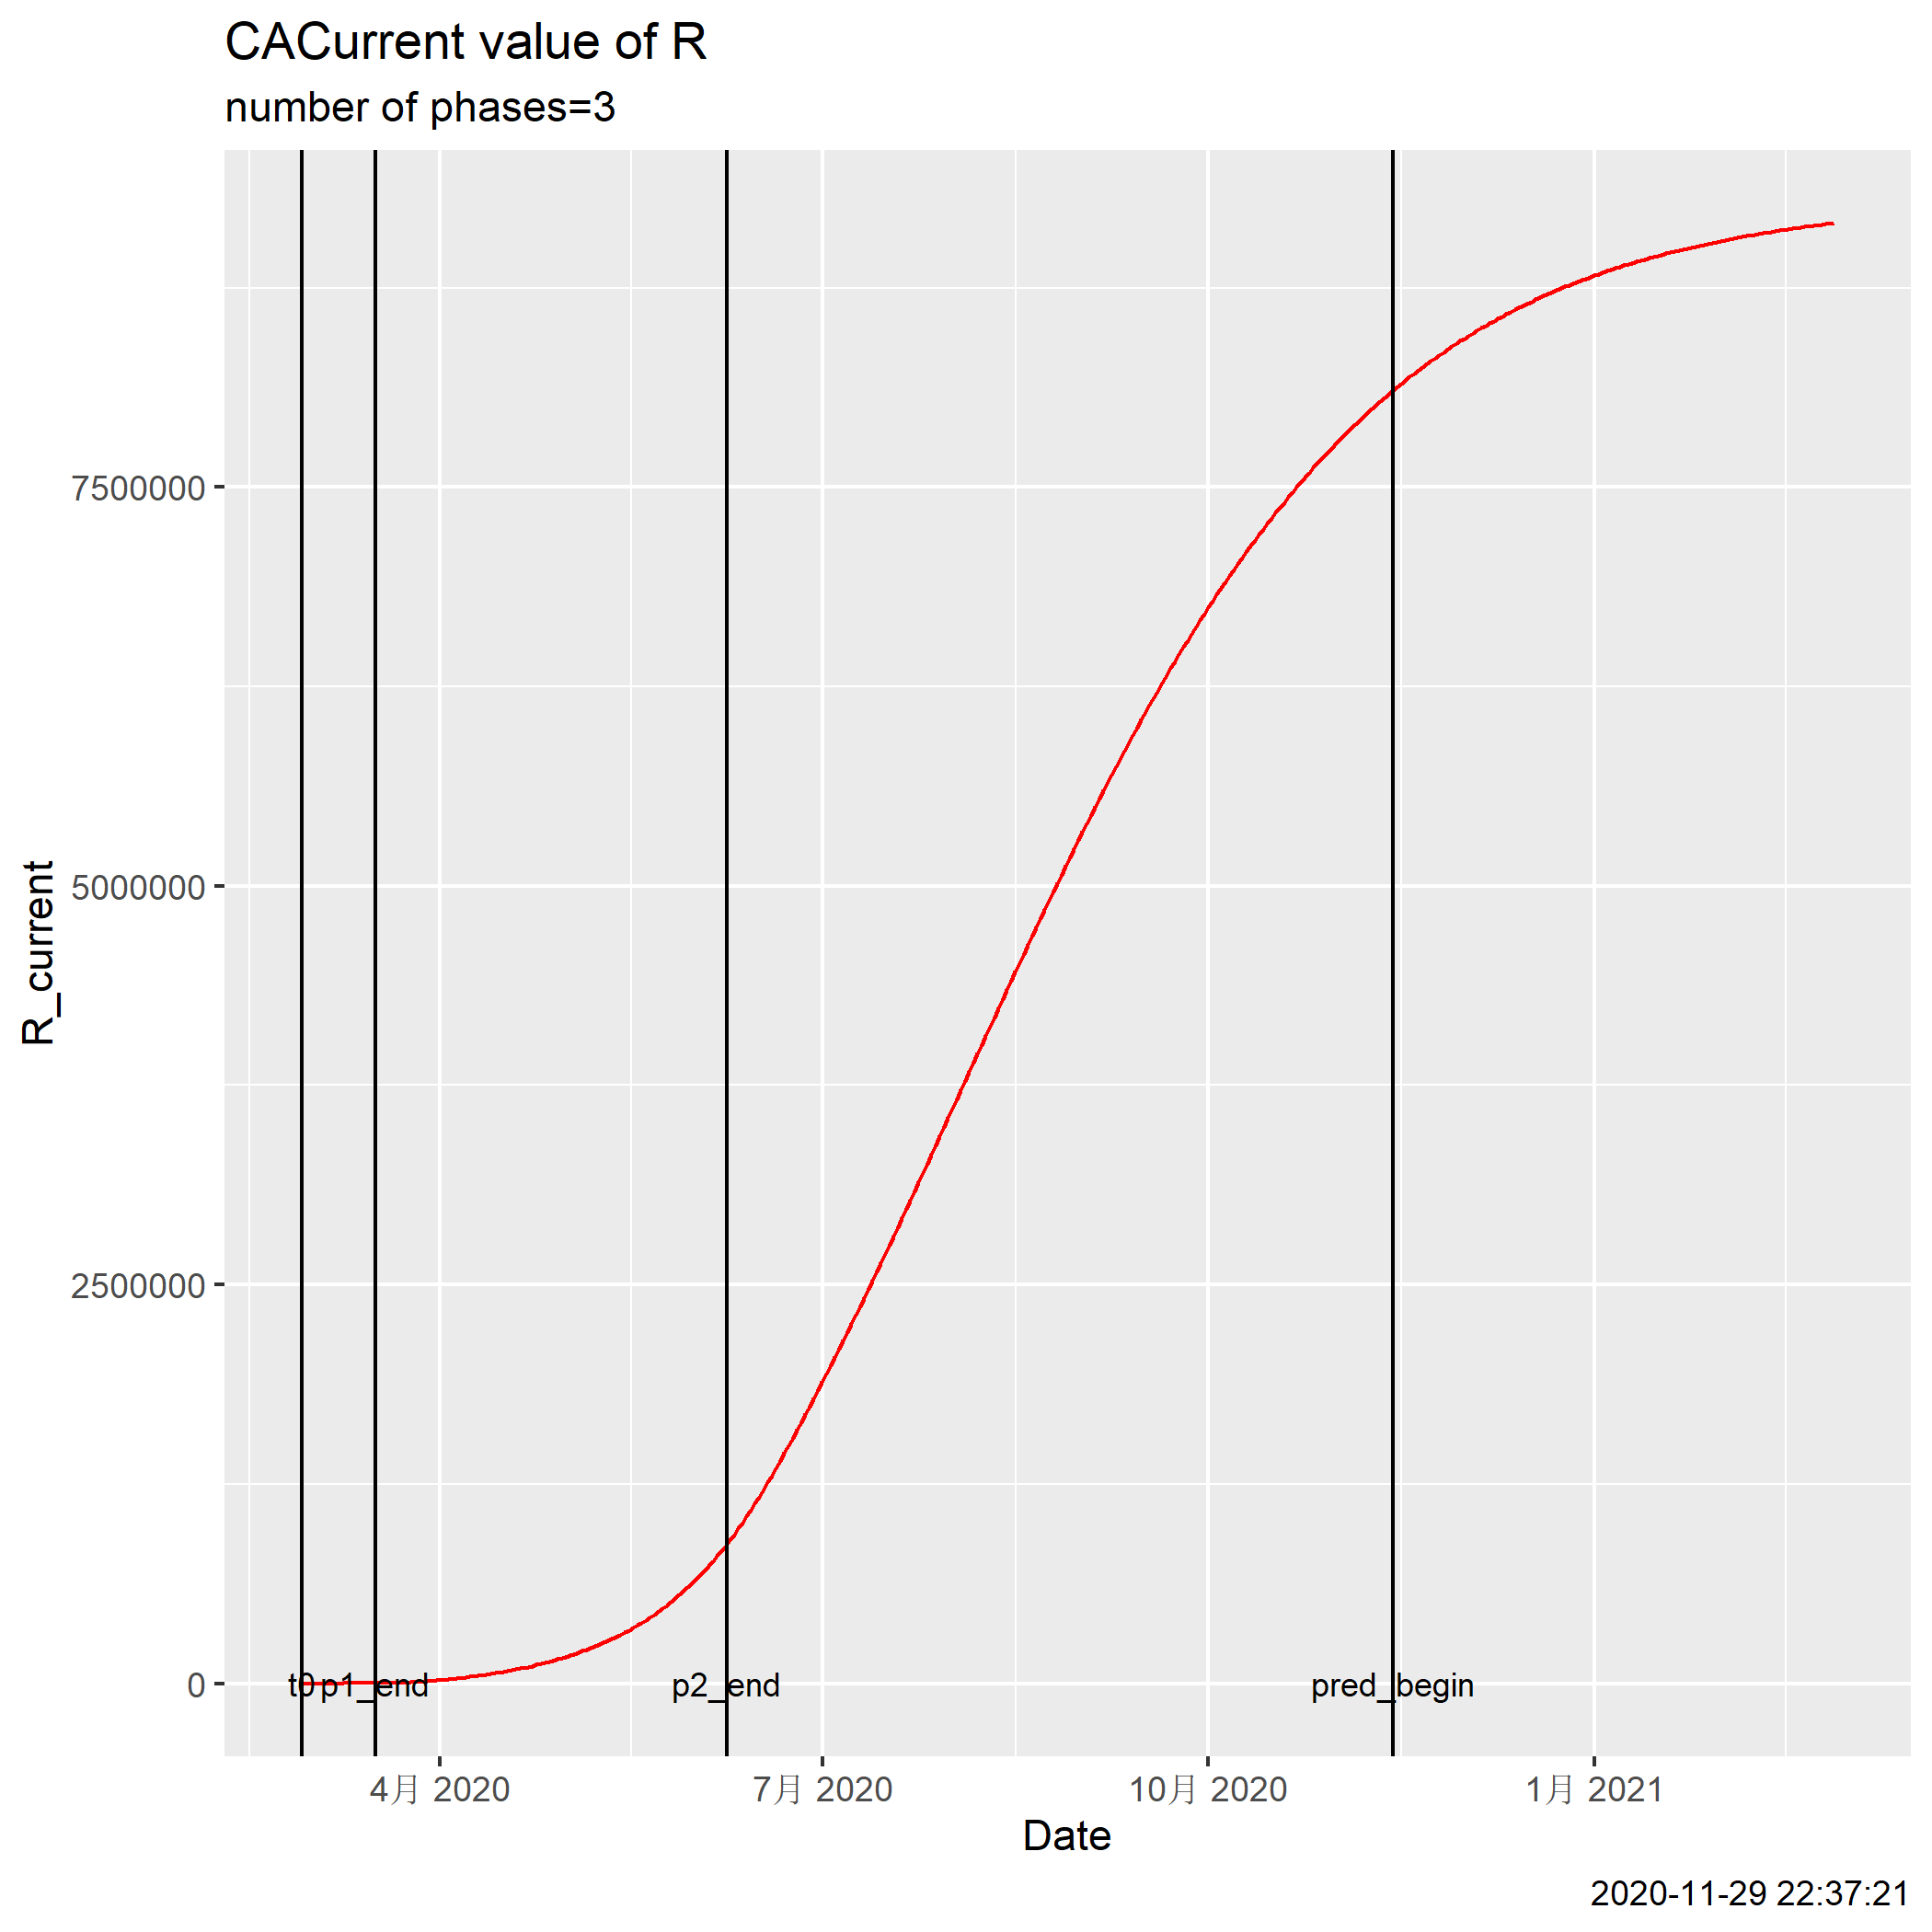 CACurrent value of R
number of phases=3
R_current
7500000
5000000
2500000
0
t0 p1_end p2_end pred_begin
4月 2020 7月 2020 10月 2020 1月 2021
Date
2020-11-29 22:37:21